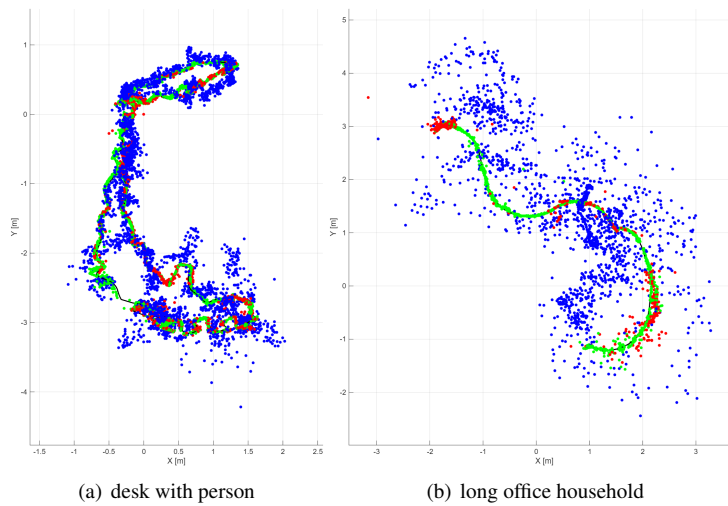 1
0
-1
-2
-3
-4
Y [m]
-1.5 -1 -0.5 0 0.5 1 1.5 2 2.5
X [m]
(a) desk with person
5
4
3
2
1
0
-1
-2
Y [m]
-3 -2 -1 0 1 2 3
X [m]
(b) long office household